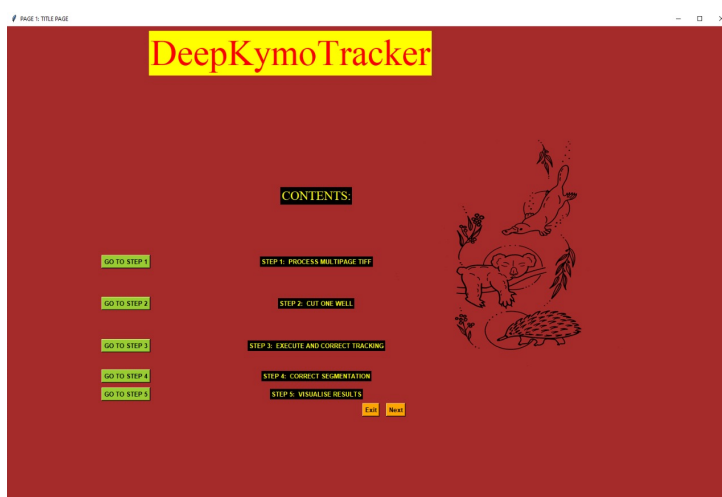 PAGE 1: TITLE PAGE
DeepKymoTracker
CONTENTS:
GO TO STEP 1 STEP 1: PROCESS MULTIPAGE TIFF
GO TO STEP 2 STEP 2: CUT ONE WELL
GO TO STEP 3 STEP 3: EXECUTE AND CORRECT TRACKING
GO TO STEP 4 STEP 4: CORRECT SEGMENTATION
GO TO STEP 5 STEP 5: VISUALISE RESULTS
Exit Next